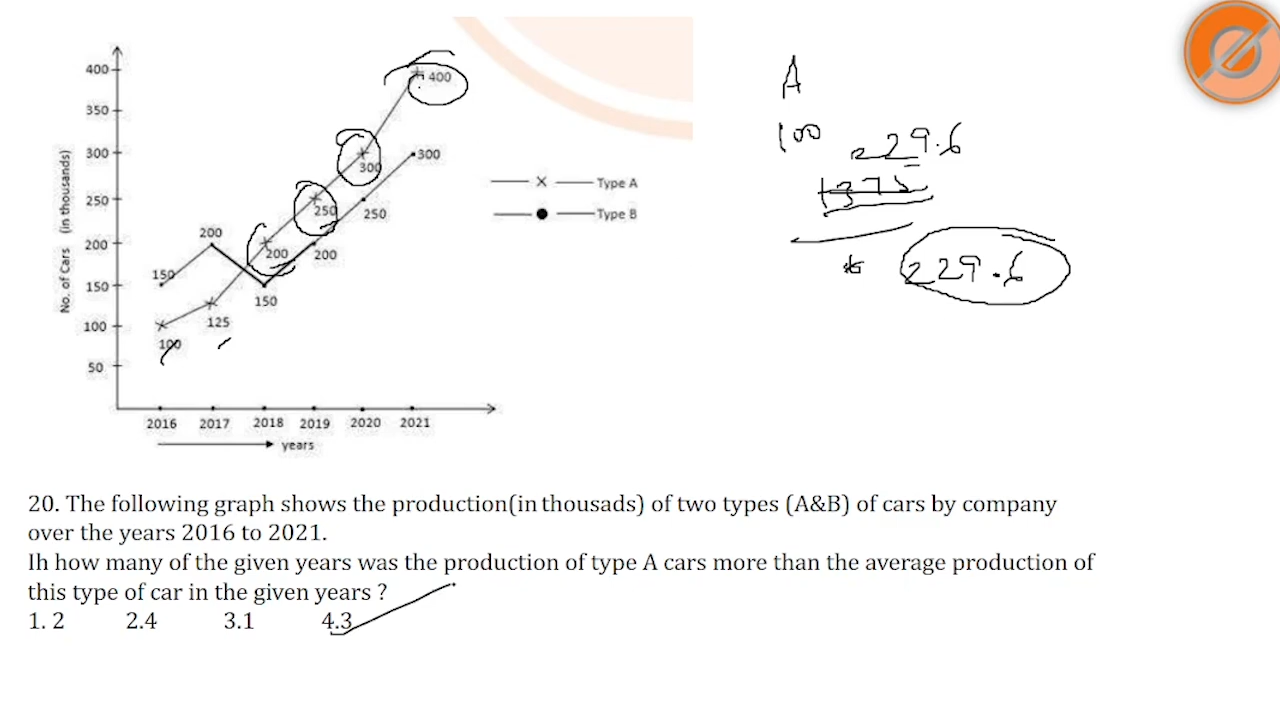 400
400
350
300
300
300
250
250
250
200
200
200
200
150
150
150
125
100
100
50
No. of Cars (in thousands)
Type A
Type B
2016 2017 2018 2019 2020 2021
years
A
100
229.6
1375
229.6
20. The following graph shows the production(in thousads) of two types (A&B) of cars by company
over the years 2016 to 2021.
Ih how many of the given years was the production of type A cars more than the average production of
this type of car in the given years ?
1. 2 2.4 3.1 4.3